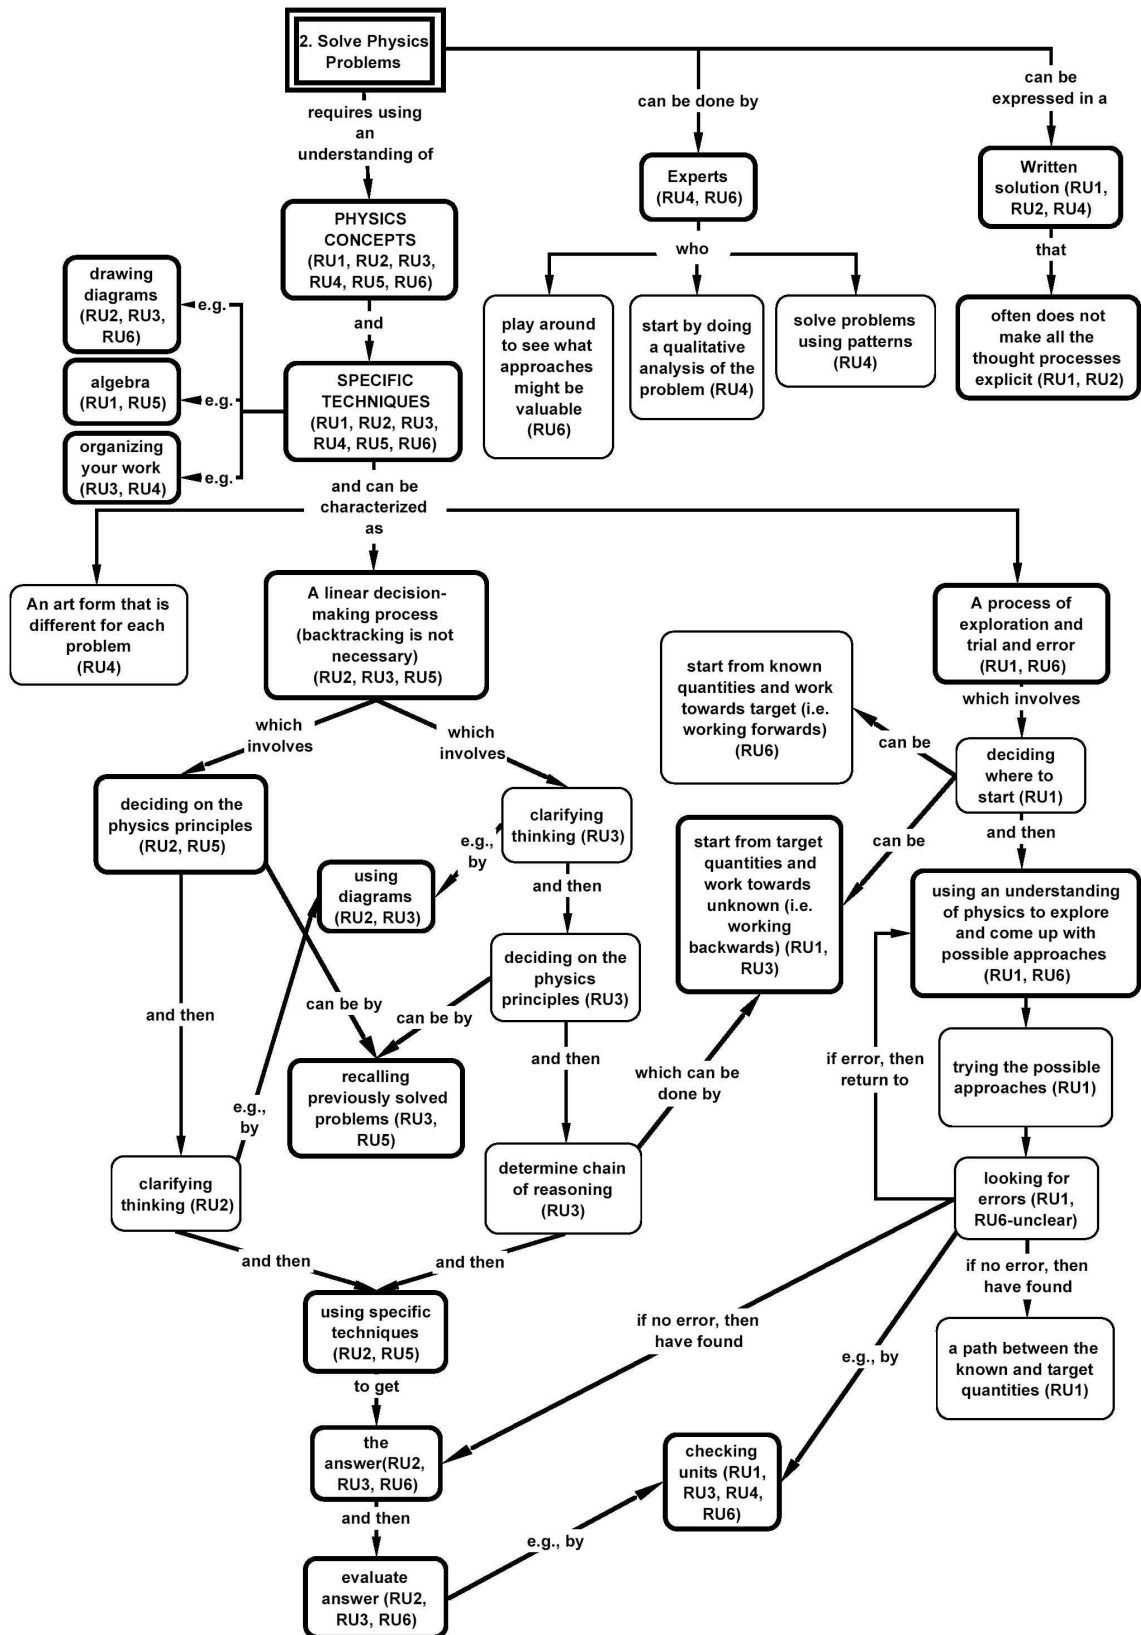 2. Solve Physics
Problems
requires using
an
understanding of
can be done by
can be
expressed in a
PHYSICS
CONCEPTS
(RU1, RU2, RU3,
RU4, RU5, RU6)
Experts
(RU4, RU6)
Written
solution (RU1,
RU2, RU4)
who
that
play around
to see what
approaches
might be
valuable
(RU6)
start by doing
a qualitative
analysis of the
problem (RU4)
solve problems
using patterns
(RU4)
often does not
make all the
thought processes
explicit (RU1, RU2)
and
SPECIFIC
TECHNIQUES
(RU1, RU2, RU3,
RU4, RU5, RU6)
e.g.
drawing
diagrams
(RU2, RU3,
RU6)
e.g.
algebra
(RU1, RU5)
e.g.
organizing
your work
(RU3, RU4)
and can be
characterized
as
An art form that is
different for each
problem
(RU4)
A linear decision-
making process
(backtracking is not
necessary)
(RU2, RU3, RU5)
A process of
exploration and
trial and error
(RU1, RU6)
which
involves
which
involves
which involves
deciding on the
physics principles
(RU2, RU5)
clarifying
thinking (RU3)
e.g.,
by
using
diagrams
(RU2, RU3)
and then
deciding on the
physics
principles (RU3)
can be by
can be by
recalling
previously solved
problems (RU3,
RU5)
and then
e.g.,
by
clarifying
thinking (RU2)
and then
determine chain
of reasoning
(RU3)
which can be
done by
start from known
quantities and work
towards target (i.e.
working forwards)
(RU6)
can be
can be
start from target
quantities and
work towards
unknown (i.e.
working
backwards) (RU1,
RU3)
deciding
where to
start (RU1)
and then
using an understanding
of physics to explore
and come up with
possible approaches
(RU1, RU6)
if error, then
return to
trying the possible
approaches (RU1)
looking for
errors (RU1,
RU6-unclear)
if no error, then
have found
a path between the
known and target
quantities (RU1)
and then
and then
using specific
techniques
(RU2, RU5)
to get
if no error, then
have found
e.g., by
the
answer(RU2,
RU3, RU6)
checking
units (RU1,
RU3, RU4,
RU6)
and then
e.g., by
evaluate
answer (RU2,
RU3, RU6)